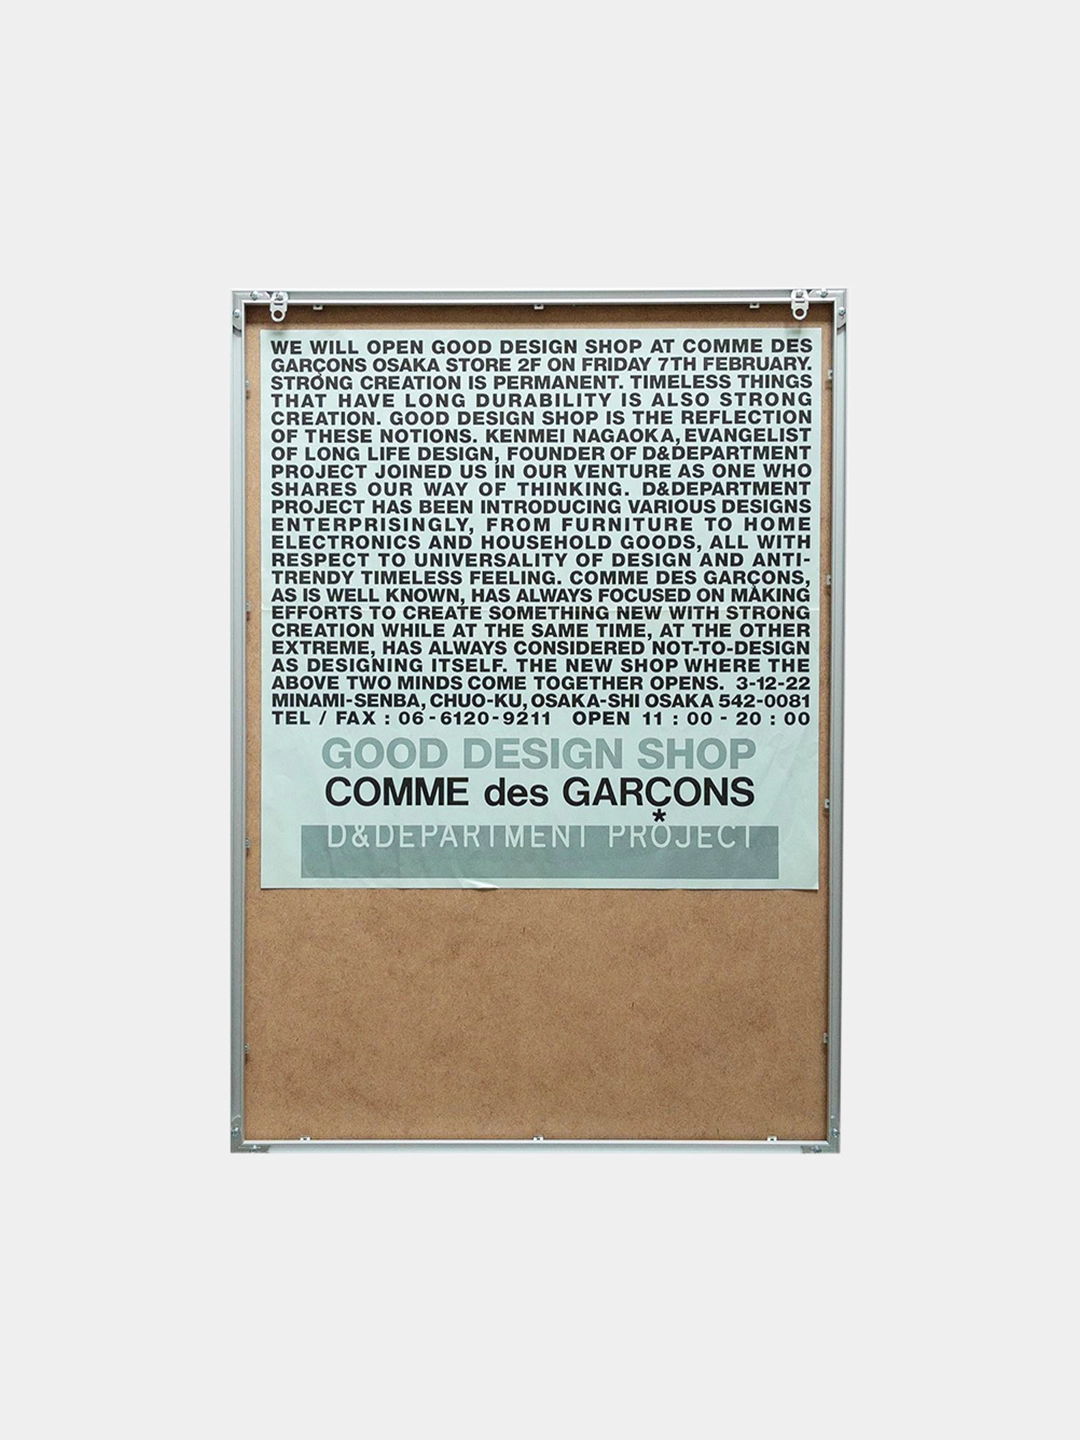 WE WILL OPEN GOOD DESIGN SHOP AT COMME DES
GARÇONS OSAKA STORE 2F ON FRIDAY 7TH FEBRUARY.
STRONG CREATION IS PERMANENT. TIMELESS THINGS
THAT HAVE LONG DURABILITY IS ALSO STRONG
CREATION. GOOD DESIGN SHOP IS THE REFLECTION
OF THESE NOTIONS. KENMEI NAGAOKA, EVANGELIST
OF LONG LIFE DESIGN, FOUNDER OF D&DEPARTMENT
PROJECT JOINED US IN OUR VENTURE AS ONE WHO
SHARES OUR WAY OF THINKING. D&DEPARTMENT
PROJECT HAS BEEN INTRODUCING VARIOUS DESIGNS
ENTERPRISINGLY, FROM FURNITURE TO HOME
ELECTRONICS AND HOUSEHOLD GOODS, ALL WITH
RESPECT TO UNIVERSALITY OF DESIGN AND ANTI-
TRENDY TIMELESS FEELING. COMME DES GARÇONS,
AS IS WELL KNOWN, HAS ALWAYS FOCUSED ON MAKING
EFFORTS TO CREATE SOMETHING NEW WITH STRONG
CREATION WHILE AT THE SAME TIME, AT THE OTHER
EXTREME, HAS ALWAYS CONSIDERED NOT-TO-DESIGN
AS DESIGNING ITSELF. THE NEW SHOP WHERE THE
ABOVE TWO MINDS COME TOGETHER OPENS. 3-12-22
MINAMI-SENBA, CHUO-KU, OSAKA-SHI OSAKA 542-0081
TEL / FAX : 06-6120-9211 OPEN 11 : 00 - 20 : 00
GOOD DESIGN SHOP
COMME des GARÇONS
*
D&DEPARTMENT PROJECT